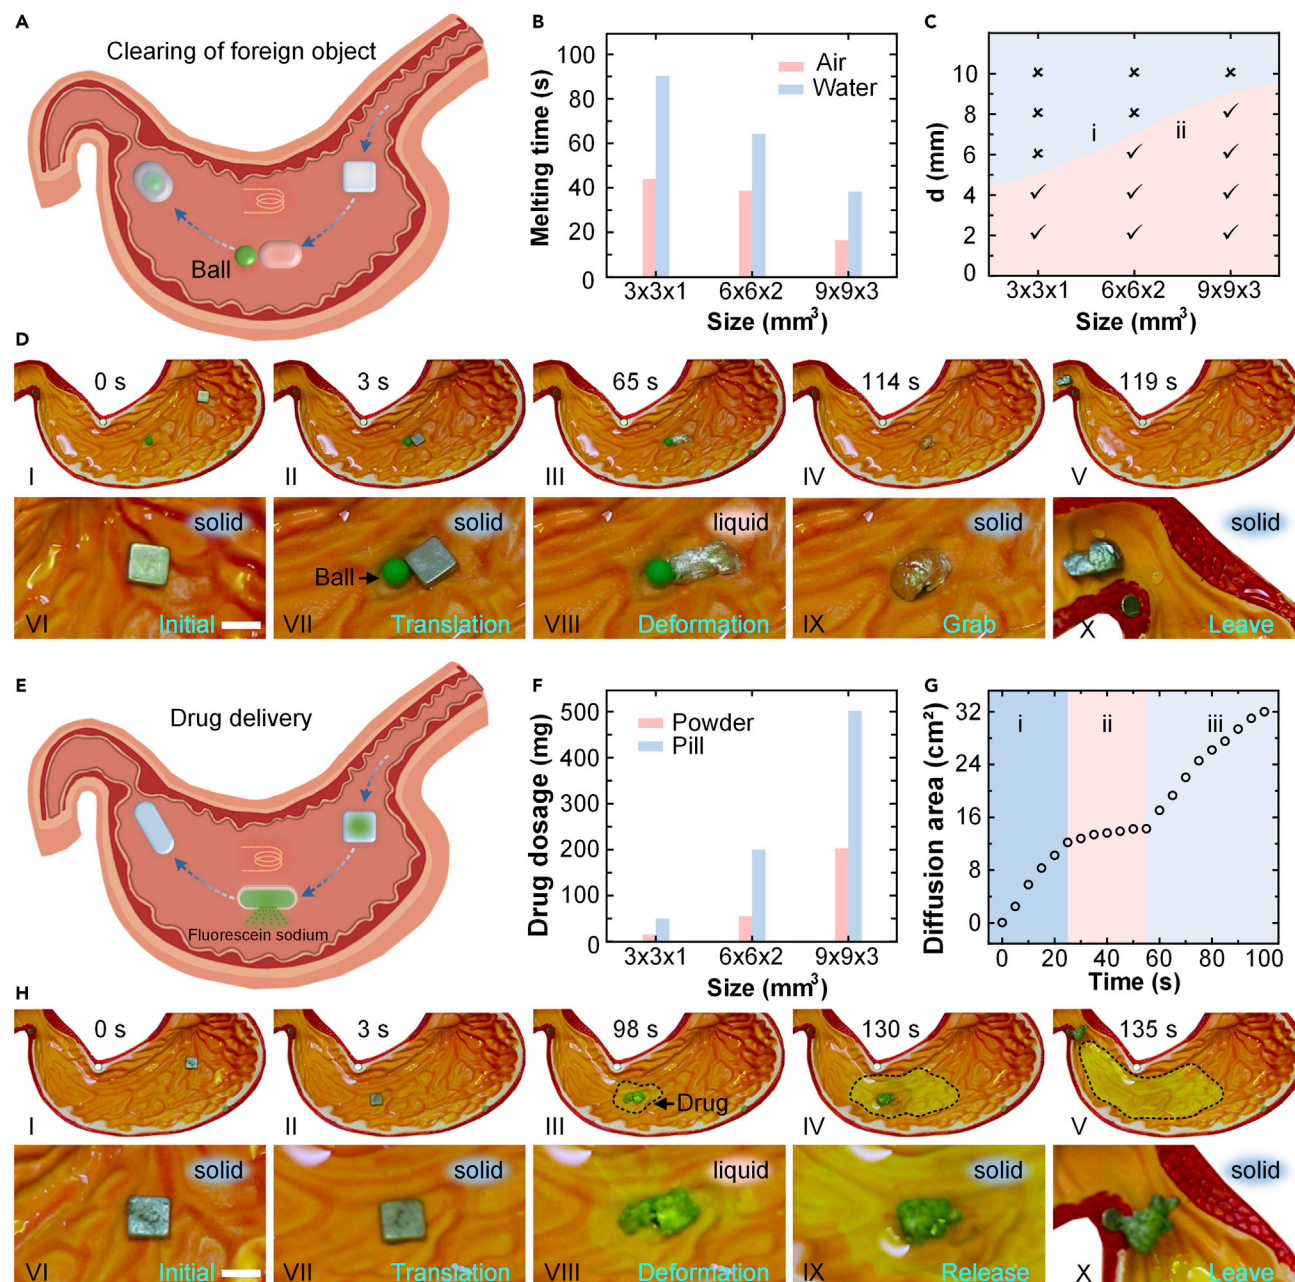 A
Clearing of foreign object
Ball
B
Melting time (s)
100
80
60
40
20
0
Air
Water
3x3x1 6x6x2 9x9x3
Size (mm³)
C
d (mm)
10
8
6
4
2
0
i
ii
3x3x1 6x6x2 9x9x3
Size (mm³)
D
0 s
3 s
65 s
114 s
119 s
I
II
III
IV
V
solid
solid
liquid
solid
solid
Ball
VI Initial
VII Translation
VIII Deformation
IX Grab
X Leave
E
Drug delivery
Fluorescein sodium
F
Drug dosage (mg)
500
400
300
200
100
0
Powder
Pill
3x3x1 6x6x2 9x9x3
Size (mm³)
G
Diffusion area (cm²)
32
24
16
8
0
i
ii
iii
0 20 40 60 80 100
Time (s)
H
0 s
3 s
98 s
130 s
135 s
Drug
I
II
III
IV
V
solid
solid
liquid
solid
solid
VI Initial
VII Translation
VIII Deformation
IX Release
X Leave